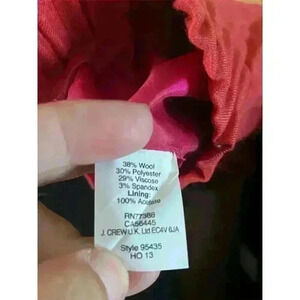 38% Wool
30% Polyester
29% Viscose
3% Spandex
Lining:
100% Acetate
RN77388
CA56445
J. CREW U.K. Ltd EC4V 6JA
Style 95435
HO 13